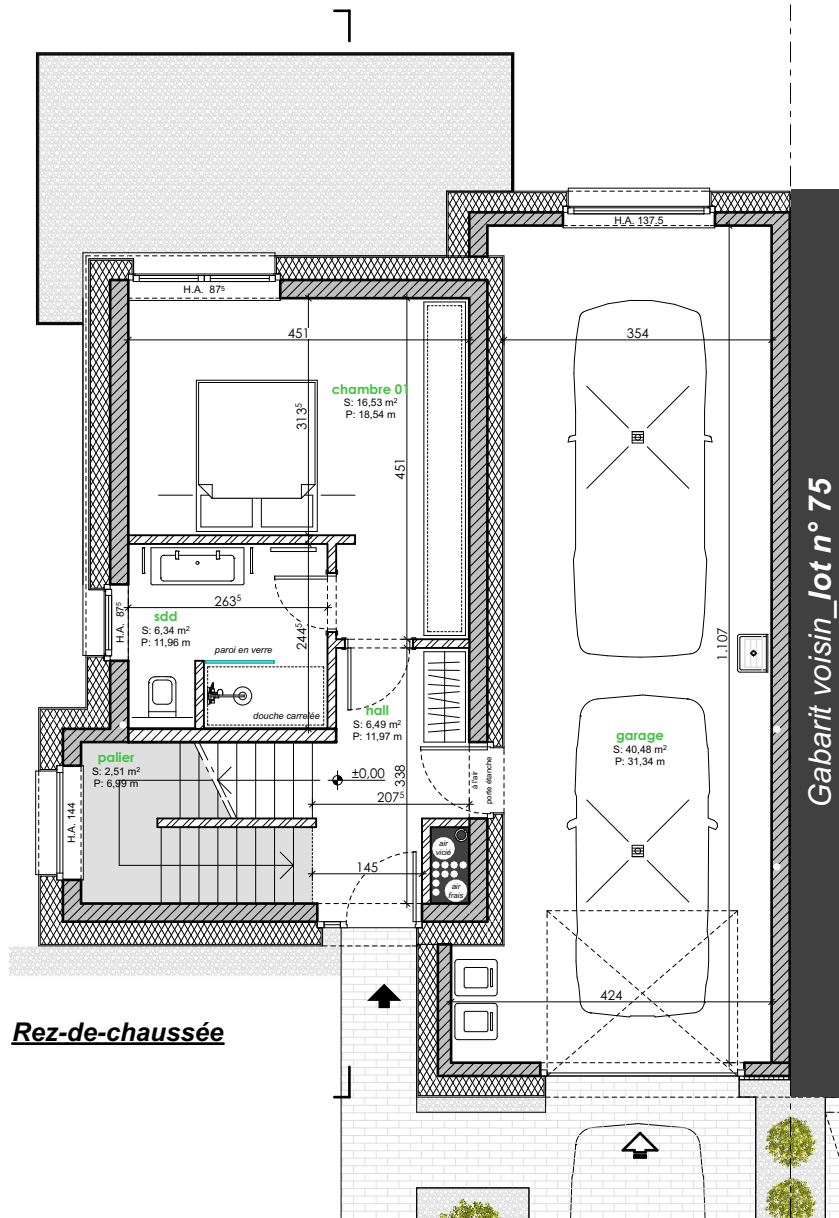 H.A. 137.5
H.A. 87⁵
451
354
chambre 01
S: 16,53 m²
P: 18,54 m
313⁵
451
1.107
Gabarit voisin_lot n° 75
263⁵
H.A. 87⁵
sdd
S: 6,34 m²
P: 11,96 m
244⁵
paroi en verre
douche carrelée
hall
S: 6,49 m²
P: 11,97 m
garage
S: 40,48 m²
P: 31,34 m
palier
S: 2,51 m²
P: 6,99 m
±0,00
338
207⁵
porte étanche
à l'air
H.A. 144
145
air
vicié
air
frais
424
Rez-de-chaussée